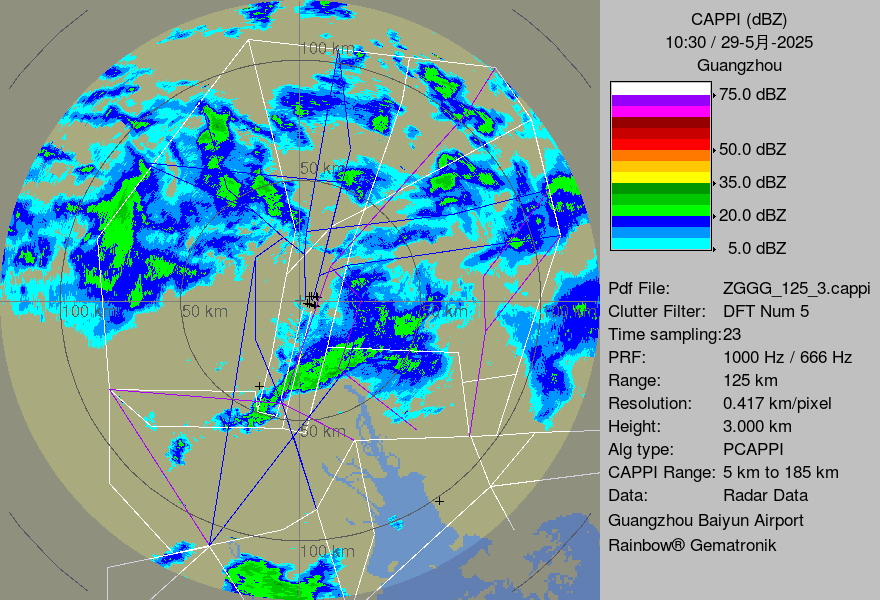 CAPPI (dBZ)
10:30 / 29-5月-2025
Guangzhou
75.0 dBZ
50.0 dBZ
35.0 dBZ
20.0 dBZ
5.0 dBZ
Pdf File: ZGGG_125_3.cappi
Clutter Filter: DFT Num 5
Time sampling:23
PRF: 1000 Hz / 666 Hz
Range: 125 km
Resolution: 0.417 km/pixel
Height: 3.000 km
Alg type: PCAPPI
CAPPI Range: 5 km to 185 km
Data: Radar Data
Guangzhou Baiyun Airport
Rainbow® Gematronik
100 km
50 km
100 km
50 km
50 km
100 km
50 km
100 km